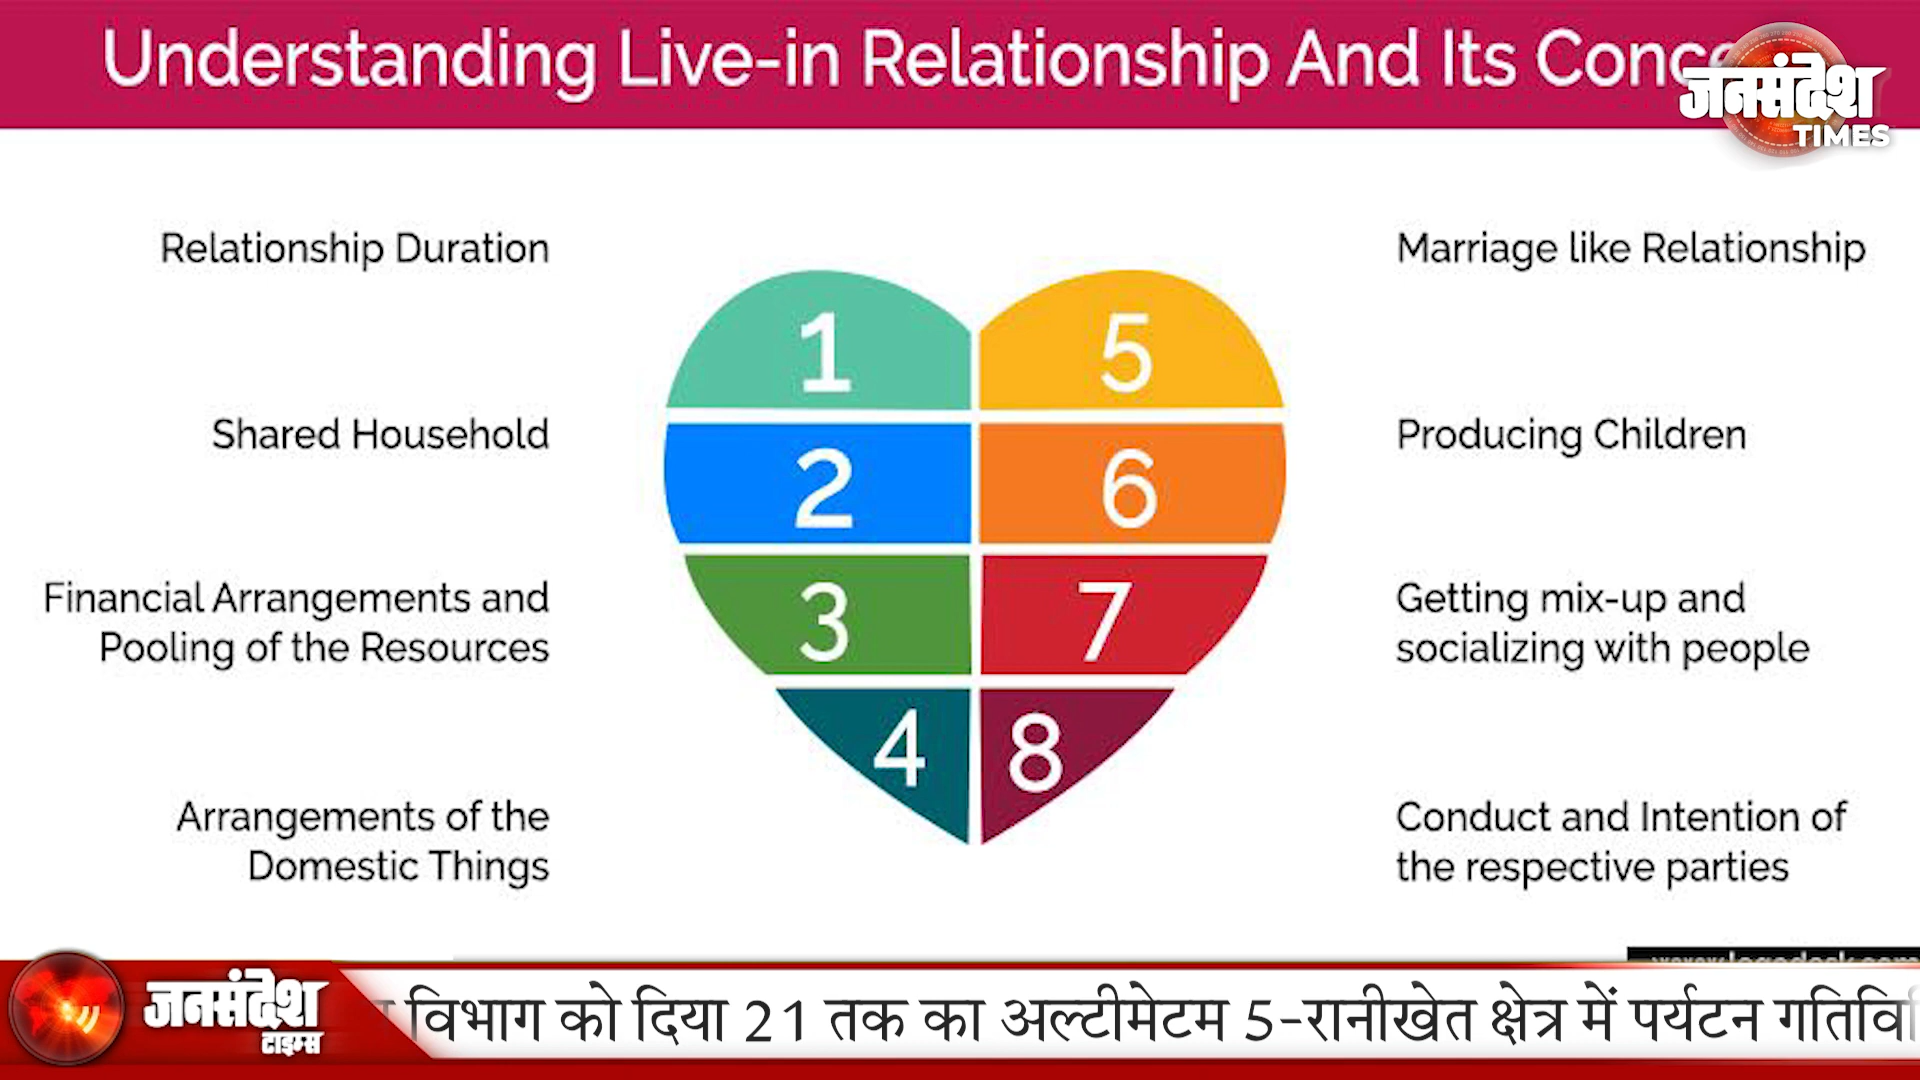 Understanding Live-in Relationship And Its Conce
जनसंदेश
TIMES
Relationship Duration
Shared Household
Financial Arrangements and
Pooling of the Resources
Arrangements of the
Domestic Things
1
2
3
4
5
6
7
8
Marriage like Relationship
Producing Children
Getting mix-up and
socializing with people
Conduct and Intention of
the respective parties
जनसंदेश
टाइम्स
विभाग को दिया 21 तक का अल्टीमेटम 5-रानीखेत क्षेत्र में पर्यटन